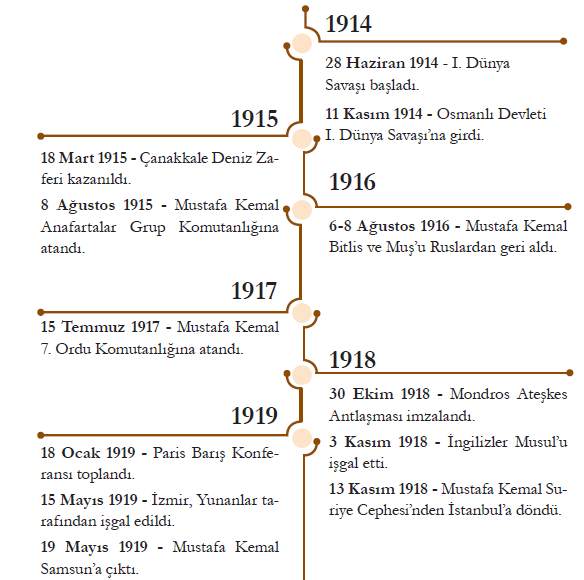 1914
28 Haziran 1914 - I. Dünya
Savaşı başladı.
11 Kasım 1914 - Osmanlı Devleti
I. Dünya Savaşı'na girdi.
1915
18 Mart 1915 - Çanakkale Deniz Za-
feri kazanıldı.
8 Ağustos 1915 - Mustafa Kemal
Anafartalar Grup Komutanlığına
atandı.
1916
6-8 Ağustos 1916 - Mustafa Kemal
Bitlis ve Muş'u Ruslardan geri aldı.
1917
15 Temmuz 1917 - Mustafa Kemal
7. Ordu Komutanlığına atandı.
1918
30 Ekim 1918 - Mondros Ateşkes
Antlaşması imzalandı.
3 Kasım 1918 - İngilizler Musul'u
işgal etti.
13 Kasım 1918 - Mustafa Kemal Su-
riye Cephesi'nden İstanbul'a döndü.
1919
18 Ocak 1919 - Paris Barış Konfe-
ransı toplandı.
15 Mayıs 1919 - İzmir, Yunanlar ta-
rafından işgal edildi.
19 Mayıs 1919 - Mustafa Kemal
Samsun'a çıktı.